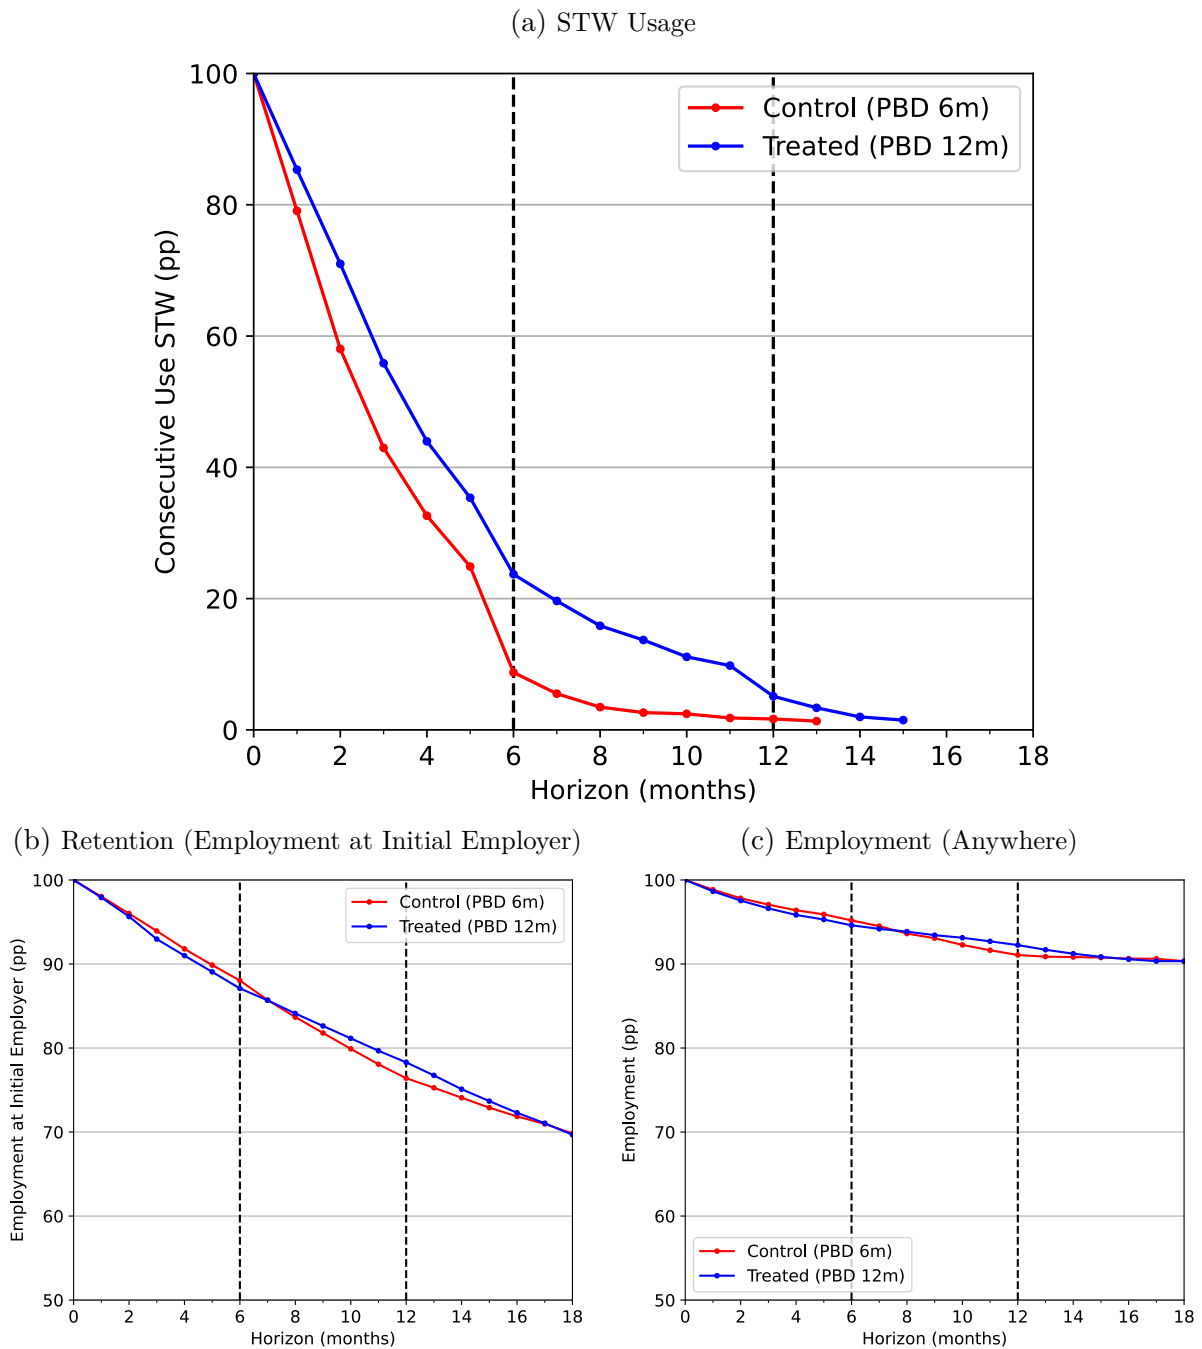 (a) STW Usage
100
80
60
40
20
0
Consecutive Use STW (pp)
Control (PBD 6m)
Treated (PBD 12m)
0 2 4 6 8 10 12 14 16 18
Horizon (months)
(b) Retention (Employment at Initial Employer)
100
90
80
70
60
50
Employment at Initial Employer (pp)
Control (PBD 6m)
Treated (PBD 12m)
0 2 4 6 8 10 12 14 16 18
Horizon (months)
(c) Employment (Anywhere)
100
90
80
70
60
50
Employment (pp)
Control (PBD 6m)
Treated (PBD 12m)
0 2 4 6 8 10 12 14 16 18
Horizon (months)